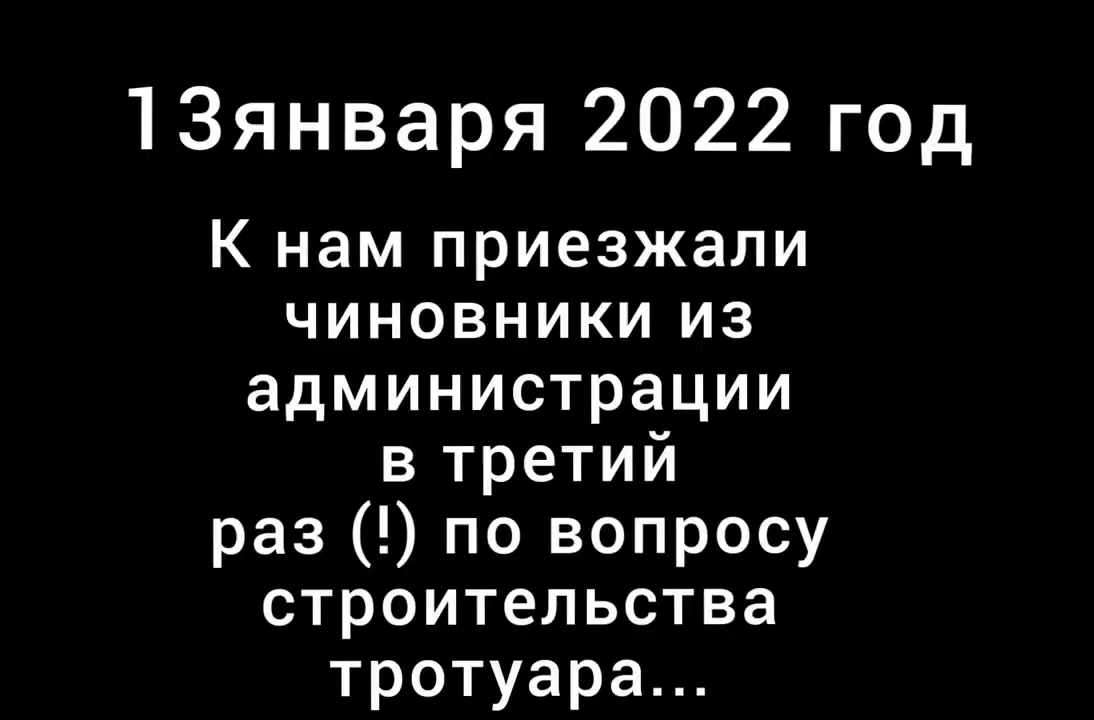 13января 2022 год
К нам приезжали
чиновники из
администрации
в третий
раз (!) по вопросу
строительства
тротуара...